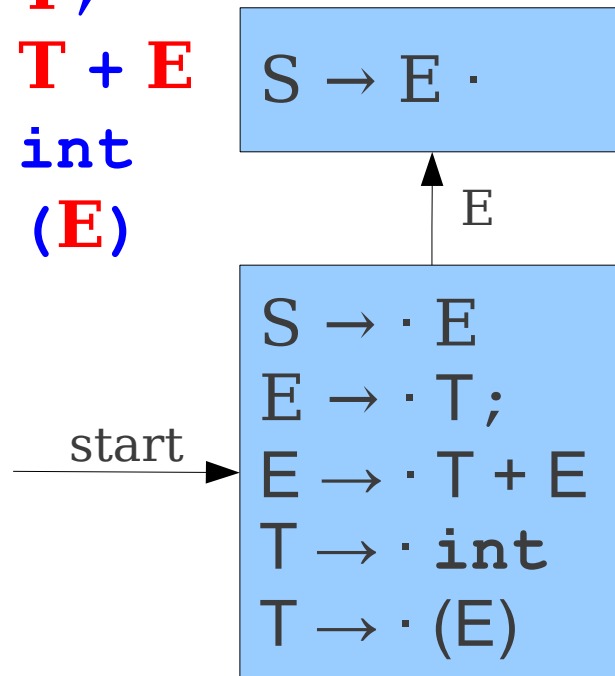 T;
T + E
int
(E)
S → E ·
E
S → · E
E → · T ;
E → · T + E
T → · int
T → · (E)
start